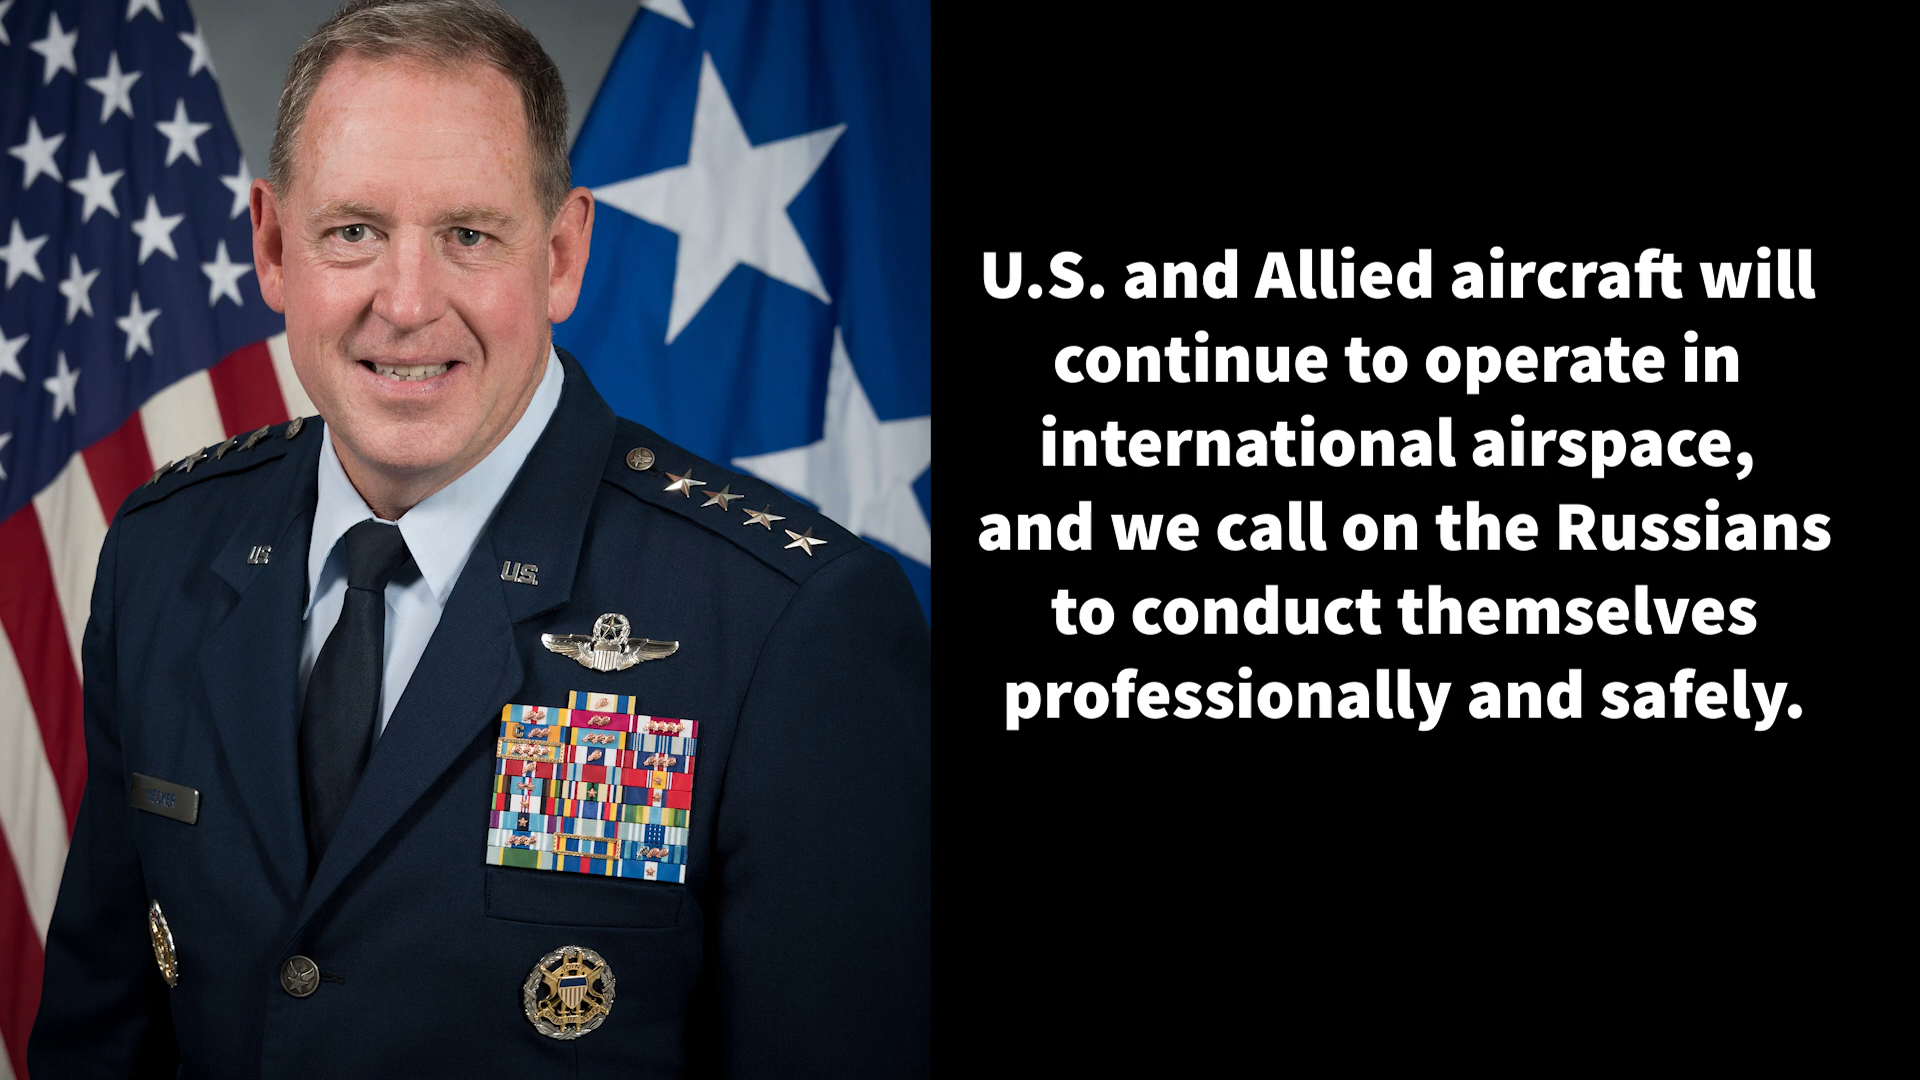 U.S. and Allied aircraft will
continue to operate in
international airspace,
and we call on the Russians
to conduct themselves
professionally and safely.
U.S.
U.S.